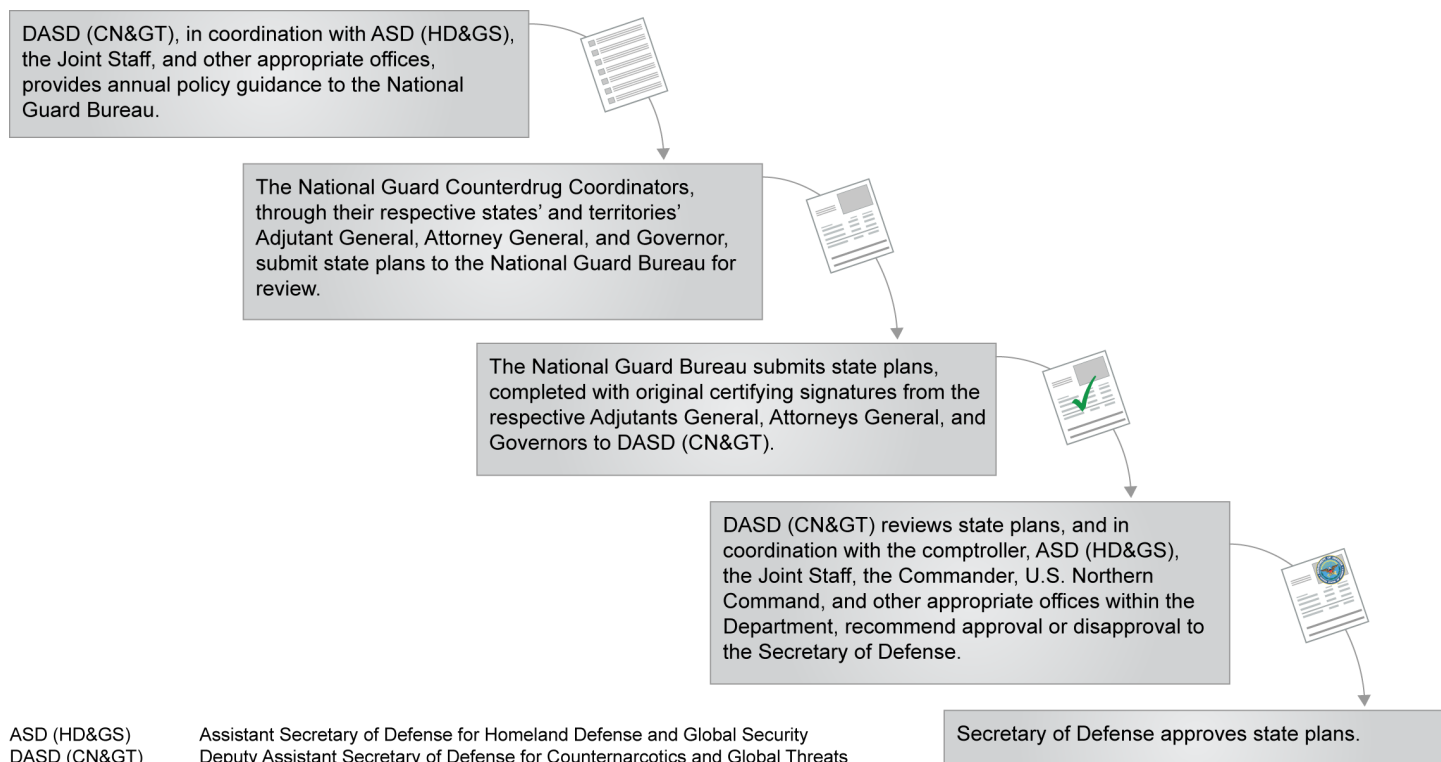 DASD (CN&GT), in coordination with ASD (HD&GS),
the Joint Staff, and other appropriate offices,
provides annual policy guidance to the National
Guard Bureau.
The National Guard Counterdrug Coordinators,
through their respective states’ and territories’
Adjutant General, Attorney General, and Governor,
submit state plans to the National Guard Bureau for
review.
The National Guard Bureau submits state plans,
completed with original certifying signatures from the
respective Adjutants General, Attorneys General, and
Governors to DASD (CN&GT).
DASD (CN&GT) reviews state plans, and in
coordination with the comptroller, ASD (HD&GS),
the Joint Staff, the Commander, U.S. Northern
Command, and other appropriate offices within the
Department, recommend approval or disapproval to
the Secretary of Defense.
Secretary of Defense approves state plans.
ASD (HD&GS) Assistant Secretary of Defense for Homeland Defense and Global Security
DASD (CN&GT) Deputy Assistant Secretary of Defense for Counternarcotics and Global Threats